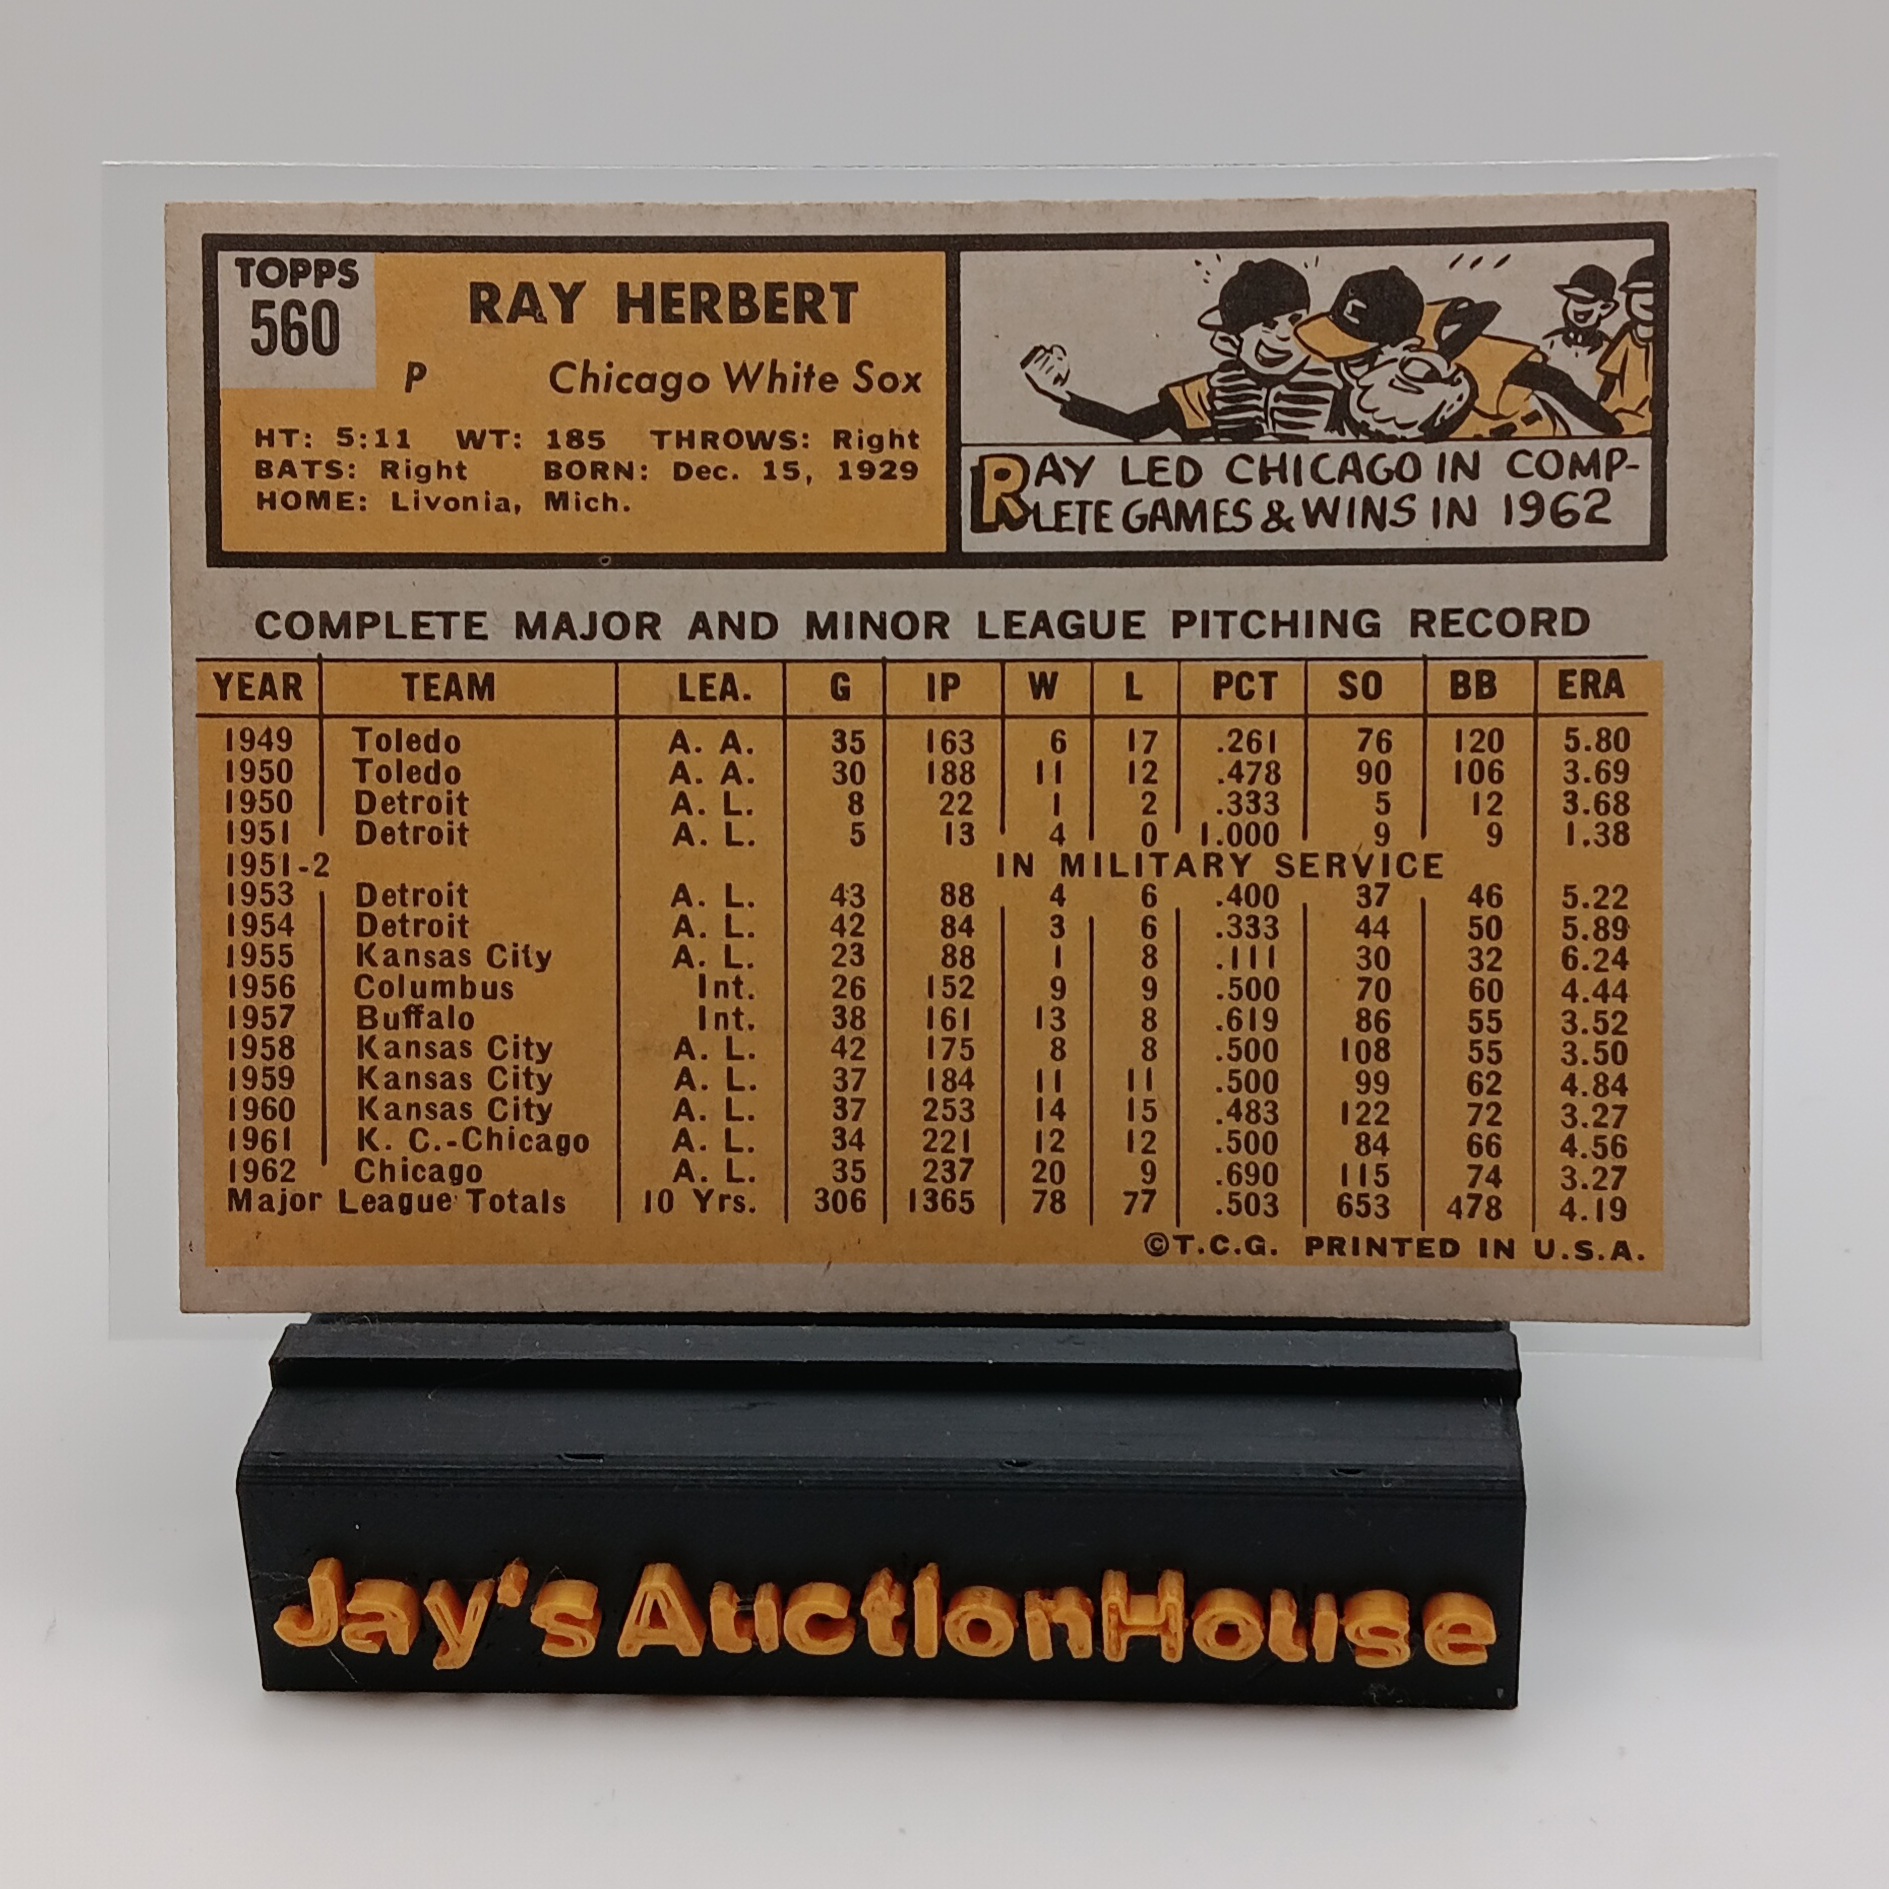 TOPPS
560
RAY HERBERT
P Chicago White Sox
HT: 5:11 WT: 185 THROWS: Right
BATS: Right BORN: Dec. 15, 1929
HOME: Livonia, Mich.
C
RAY LED CHICAGO IN COMP-
LETE GAMES & WINS IN 1962
COMPLETE MAJOR AND MINOR LEAGUE PITCHING RECORD
YEAR TEAM LEA. G IP W L PCT SO BB ERA
1949 Toledo A. A. 35 163 6 17 .261 76 120 5.80
1950 Toledo A. A. 30 188 11 12 .478 90 106 3.69
1950 Detroit A. L. 8 22 1 2 .333 5 12 3.68
1951 Detroit A. L. 5 13 4 0 1.000 9 9 1.38
1951-2 IN MILITARY SERVICE
1953 Detroit A. L. 43 88 4 6 .400 37 46 5.22
1954 Detroit A. L. 42 84 3 6 .333 44 50 5.89
1955 Kansas City A. L. 23 88 1 8 .111 30 32 6.24
1956 Columbus Int. 26 152 9 9 .500 70 60 4.44
1957 Buffalo Int. 38 161 13 8 .619 86 55 3.52
1958 Kansas City A. L. 42 175 8 8 .500 108 55 3.50
1959 Kansas City A. L. 37 184 11 11 .500 99 62 4.84
1960 Kansas City A. L. 37 253 14 15 .483 122 72 3.27
1961 K. C.-Chicago A. L. 34 221 12 12 .500 84 66 4.56
1962 Chicago A. L. 35 237 20 9 .690 115 74 3.27
Major League Totals 10 Yrs. 306 1365 78 77 .503 653 478 4.19
©T.C.G. PRINTED IN U.S.A.
Jay's AuctionHouse